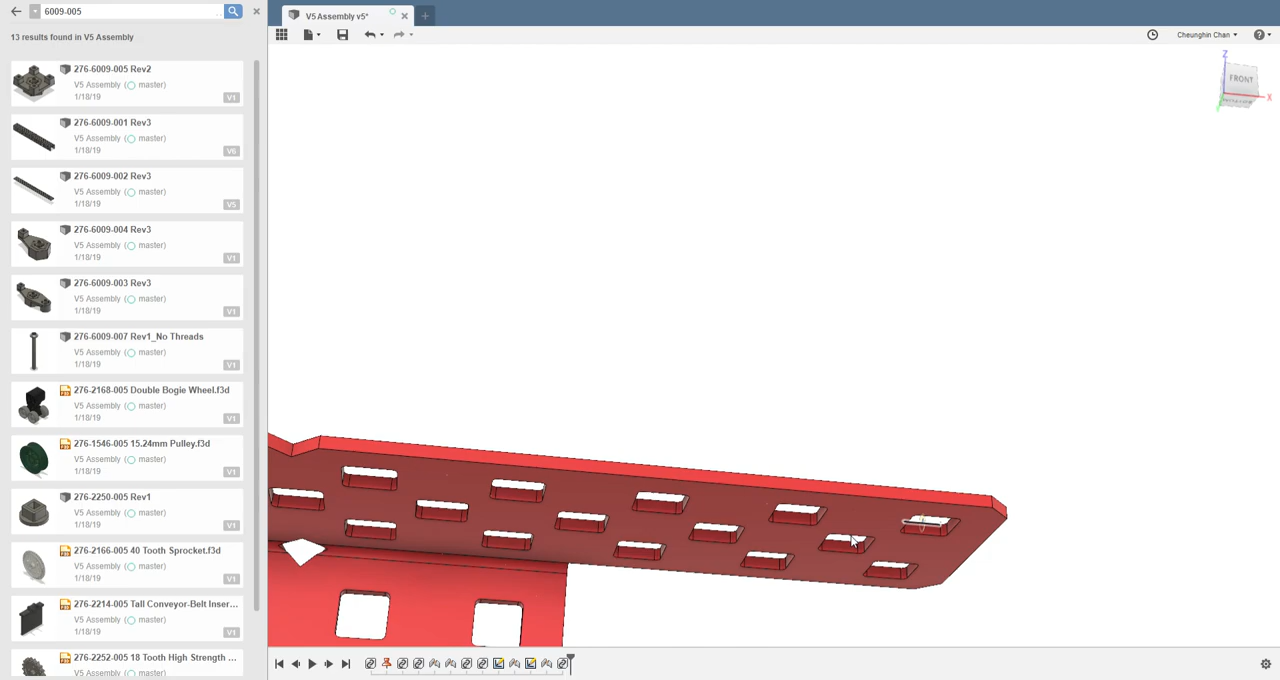 6009-005
..
13 results found in V5 Assembly
276-6009-005 Rev2
V5 Assembly (master)
1/18/19
V1
276-6009-001 Rev3
V5 Assembly (master)
1/18/19
V6
276-6009-002 Rev3
V5 Assembly (master)
1/18/19
V5
276-6009-004 Rev3
V5 Assembly (master)
1/18/19
V1
276-6009-003 Rev3
V5 Assembly (master)
1/18/19
V1
276-6009-007 Rev1_No Threads
V5 Assembly (master)
1/18/19
V1
276-2168-005 Double Bogie Wheel.f3d
V5 Assembly (master)
1/18/19
V1
276-1546-005 15.24mm Pulley.f3d
V5 Assembly (master)
1/18/19
V1
276-2250-005 Rev1
V5 Assembly (master)
1/18/19
V1
276-2166-005 40 Tooth Sprocket.f3d
V5 Assembly (master)
1/18/19
V1
276-2214-005 Tall Conveyor-Belt Inser...
V5 Assembly (master)
1/18/19
V1
276-2252-005 18 Tooth High Strength ...
V5 Assembly (master)
V5 Assembly v5*
Cheunghin Chan
Z
FRONT
X